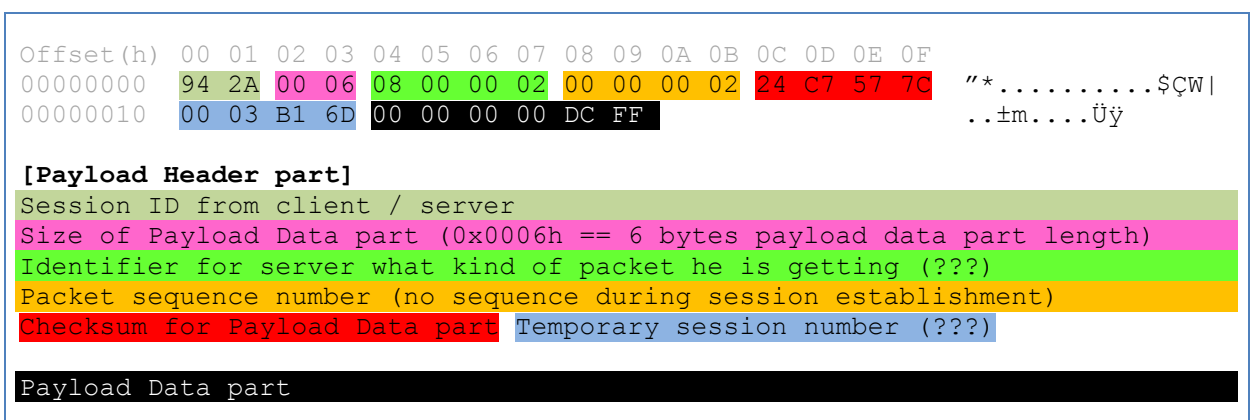 Offset(h) 00 01 02 03 04 05 06 07 08 09 0A 0B 0C 0D 0E 0F
00000000 94 2A 00 06 08 00 00 02 00 00 00 02 24 C7 57 7C ”*..........$ÇW|
00000010 00 03 B1 6D 00 00 00 00 DC FF ..±m....Üÿ
[Payload Header part]
Session ID from client / server
Size of Payload Data part (0x0006h == 6 bytes payload data part length)
Identifier for server what kind of packet he is getting (???)
Packet sequence number (no sequence during session establishment)
Checksum for Payload Data part Temporary session number (???)
Payload Data part